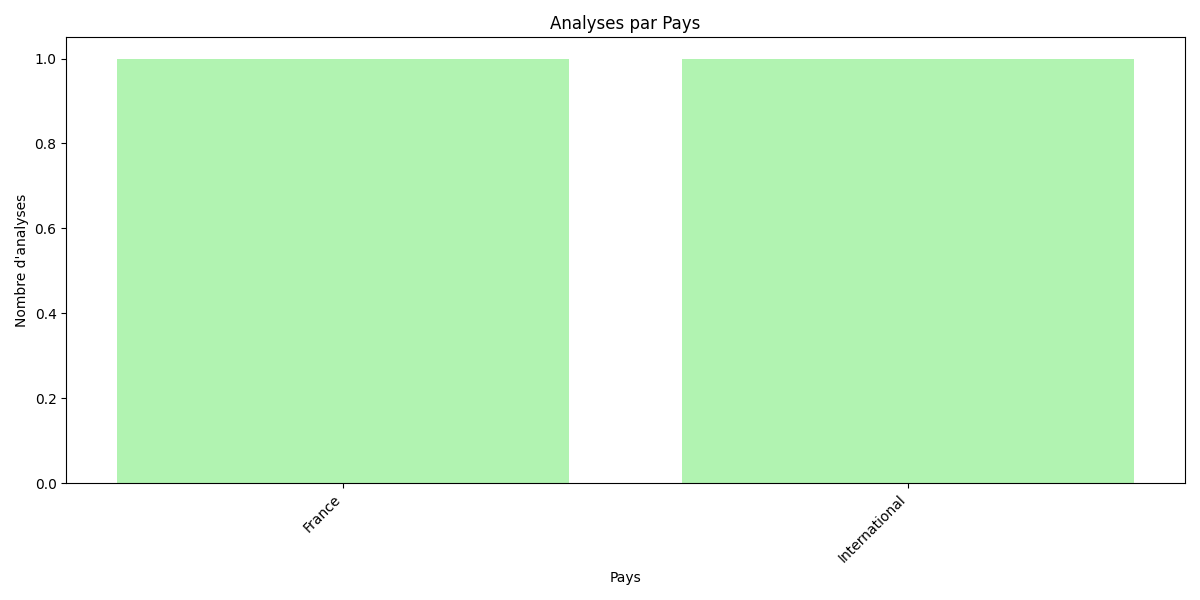 Analyses par Pays
Nombre d'analyses
1.0
0.8
0.6
0.4
0.2
0.0
France
International
Pays